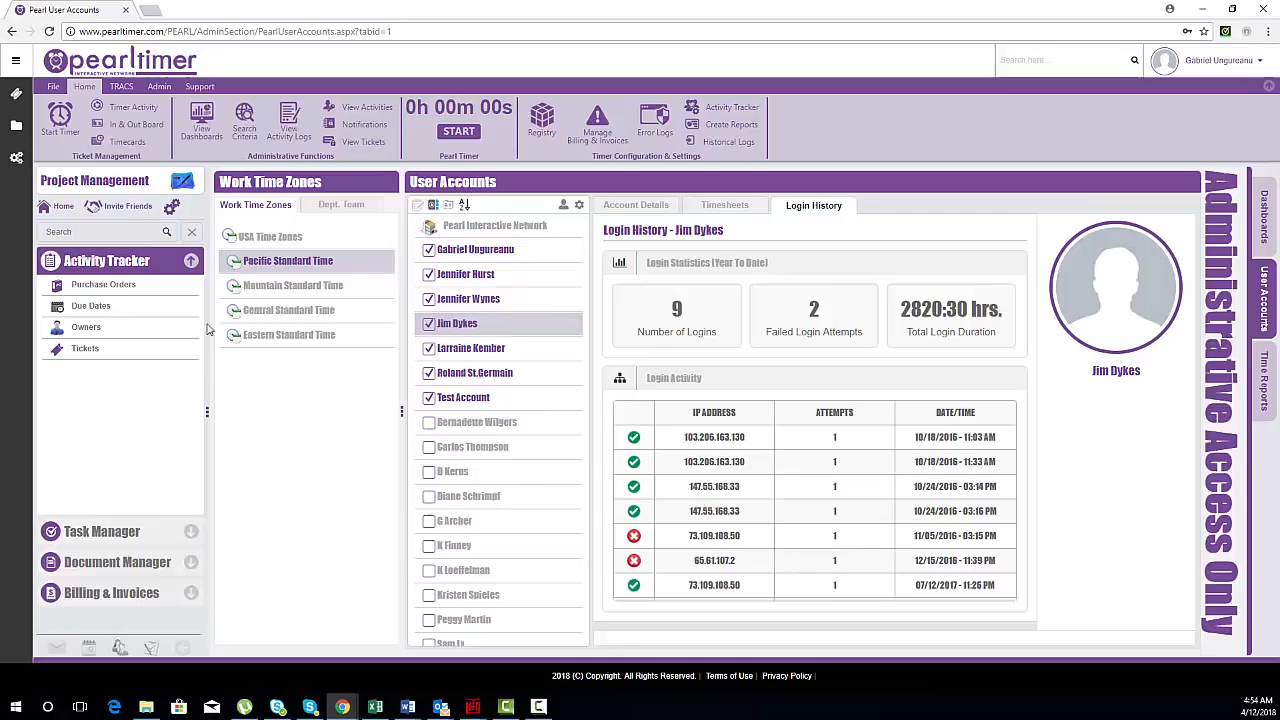 Pearl User Accounts
www.pearltimer.com/PEARL/AdminSection/PearlUserAccounts.aspx?tabid=1
pearltimer
INTERACTIVE NETWORK
Search here...
Gabriel Ungureanu
File Home TRACS Admin Support
Start Timer
Timer Activity
In & Out Board
Timecards
Ticket Management
View Dashboards
Search Criteria
View Activity Logs
View Activities
Notifications
View Tickets
Administrative Functions
0h 00m 00s
START
Pearl Timer
Registry
Manage Billing & Invoices
Error Logs
Activity Tracker
Create Reports
Historical Logs
Timer Configuration & Settings
Project Management
Home Invite Friends
Search
Activity Tracker
Purchase Orders
Due Dates
Owners
Tickets
Task Manager
Document Manager
Billing & Invoices
Work Time Zones
Work Time Zones Dept. Team
USA Time Zones
Pacific Standard Time
Mountain Standard Time
Central Standard Time
Eastern Standard Time
User Accounts
Pearl Interactive Network
Gabriel Ungureanu
Jennifer Hurst
Jennifer Wynes
Jim Dykes
Larraine Kember
Roland St.Germain
Test Account
Bernadette Wilgers
Carlos Thompson
D Kerns
Diane Schrimpf
G Archer
K Finney
K Loeffelman
Kristen Spieles
Peggy Martin
Sam Ly
Account Details Timesheets Login History
Login History - Jim Dykes
Login Statistics (Year To Date)
9
Number of Logins
2
Failed Login Attempts
2820:30 hrs.
Total Login Duration
Login Activity
IP ADDRESS ATTEMPTS DATE/TIME
103.206.163.130 1 10/18/2016 - 11:03 AM
103.206.163.130 1 10/18/2016 - 11:33 AM
147.55.168.33 1 10/24/2016 - 03:14 PM
147.55.168.33 1 10/24/2016 - 03:16 PM
73.109.108.50 1 11/05/2016 - 03:15 PM
65.61.107.2 1 12/15/2016 - 11:39 PM
73.109.108.50 1 07/12/2017 - 11:26 PM
Jim Dykes
Administrative Access Only
Dashboards
User Accounts
Time Reports
2018 (C) Copyright. All Rights Reserved. | Terms of Use | Privacy Policy |
4:54 AM
4/12/2018